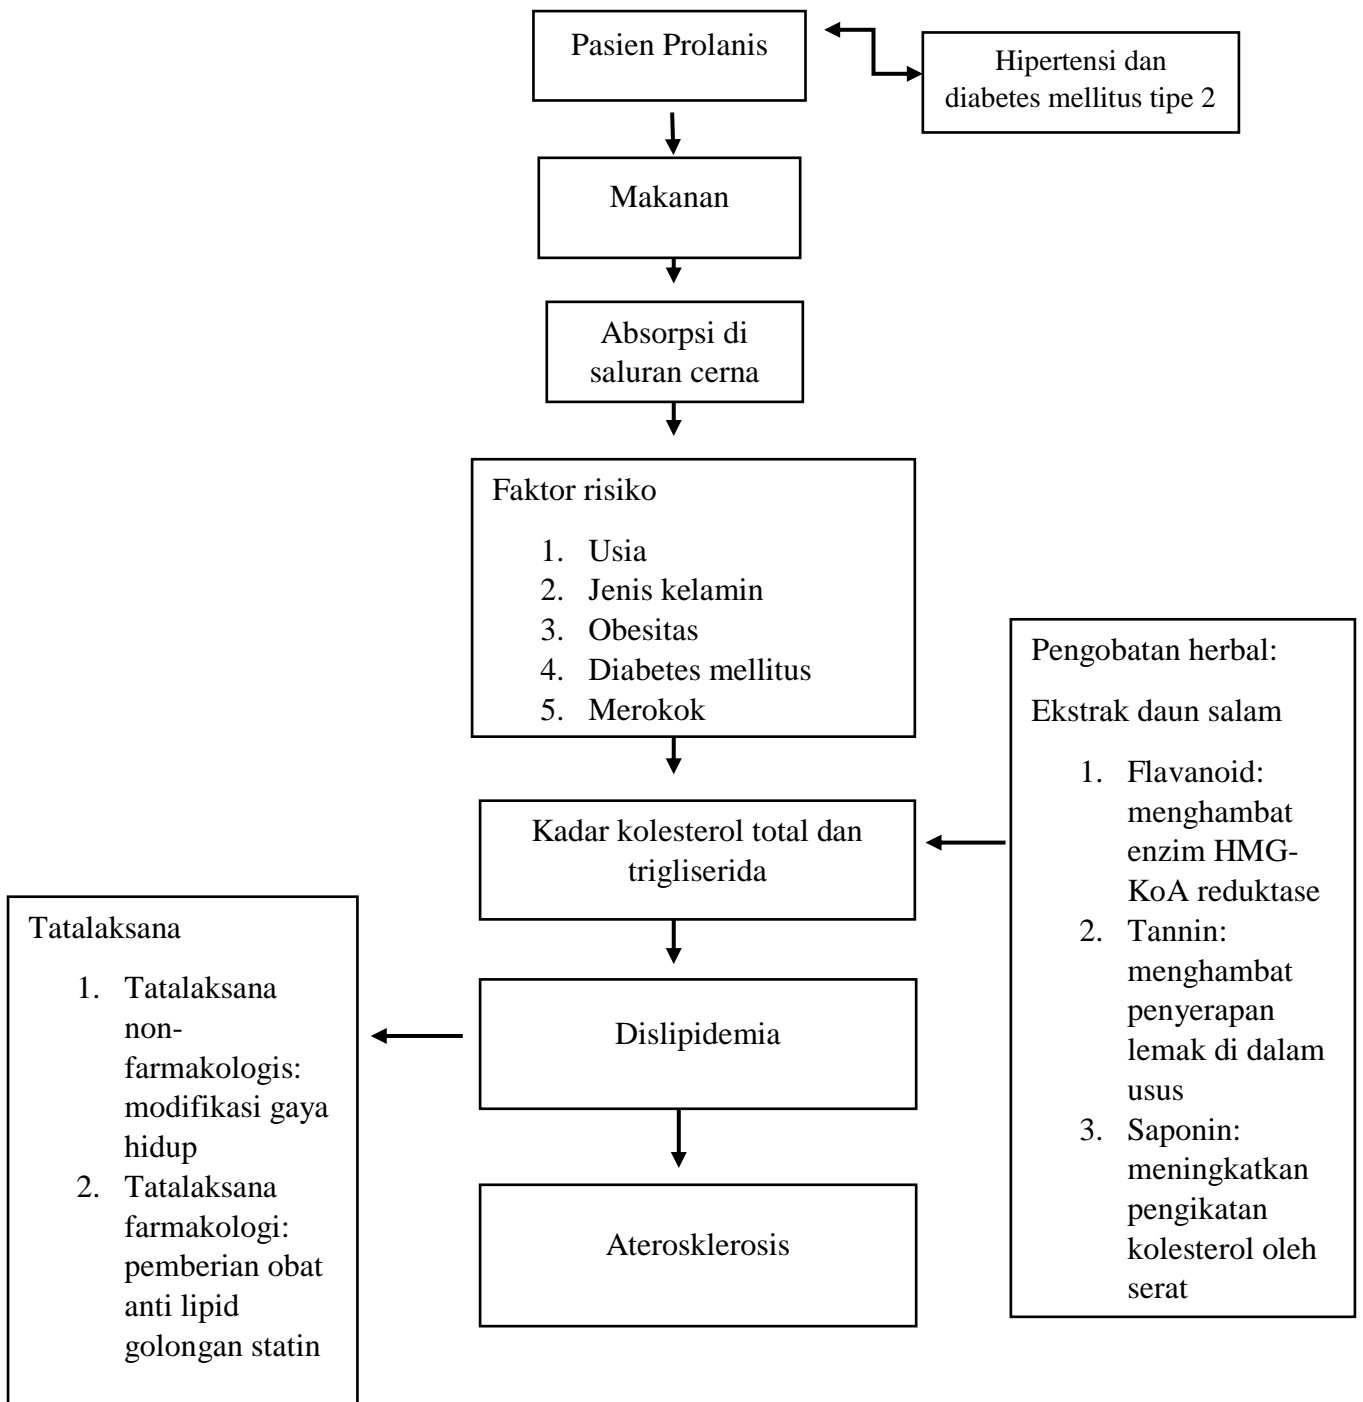 Pasien Prolanis
Hipertensi dan
diabetes mellitus tipe 2
Makanan
Absorpsi di
saluran cerna
Faktor risiko
1. Usia
2. Jenis kelamin
3. Obesitas
4. Diabetes mellitus
5. Merokok
Pengobatan herbal:
Ekstrak daun salam
1. Flavanoid:
menghambat
enzim HMG-
KoA reduktase
2. Tannin:
menghambat
penyerapan
lemak di dalam
usus
3. Saponin:
meningkatkan
pengikatan
kolesterol oleh
serat
Kadar kolesterol total dan
trigliserida
Tatalaksana
1. Tatalaksana
non-
farmakologis:
modifikasi gaya
hidup
2. Tatalaksana
farmakologi:
pemberian obat
anti lipid
golongan statin
Dislipidemia
Aterosklerosis